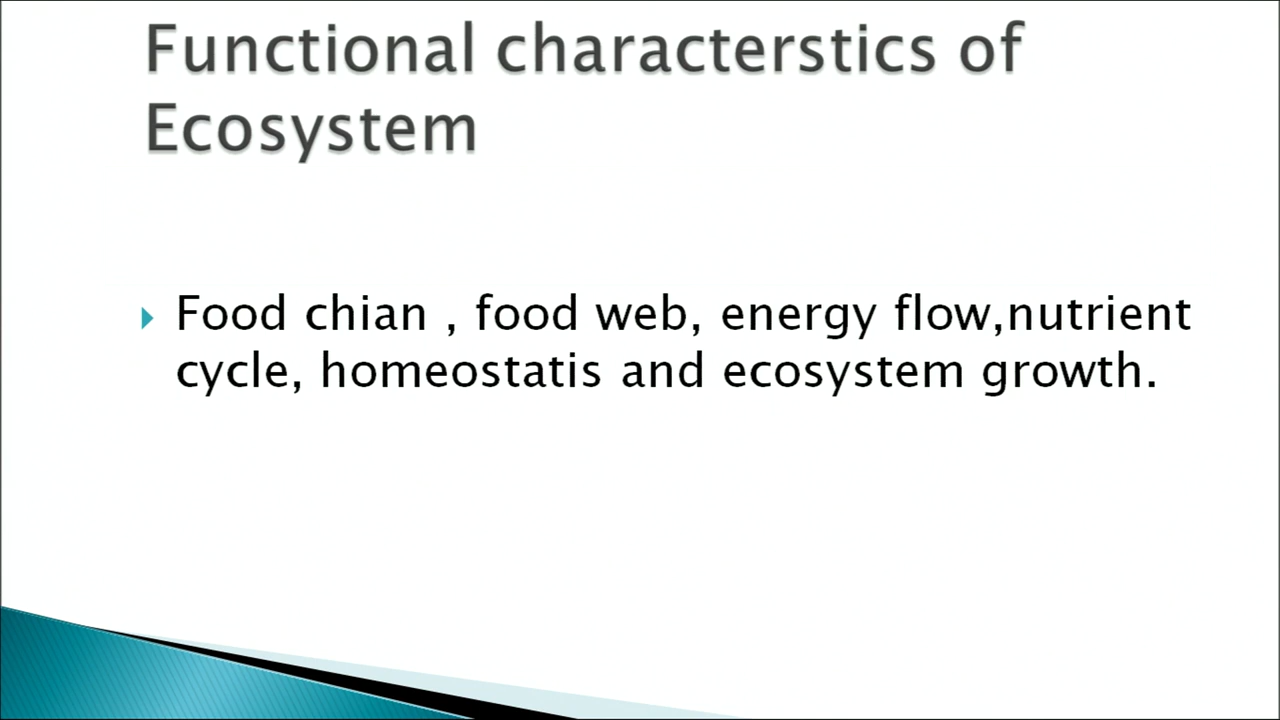 Functional characterstics of
Ecosystem
Food chian , food web, energy flow,nutrient
cycle, homeostatis and ecosystem growth.